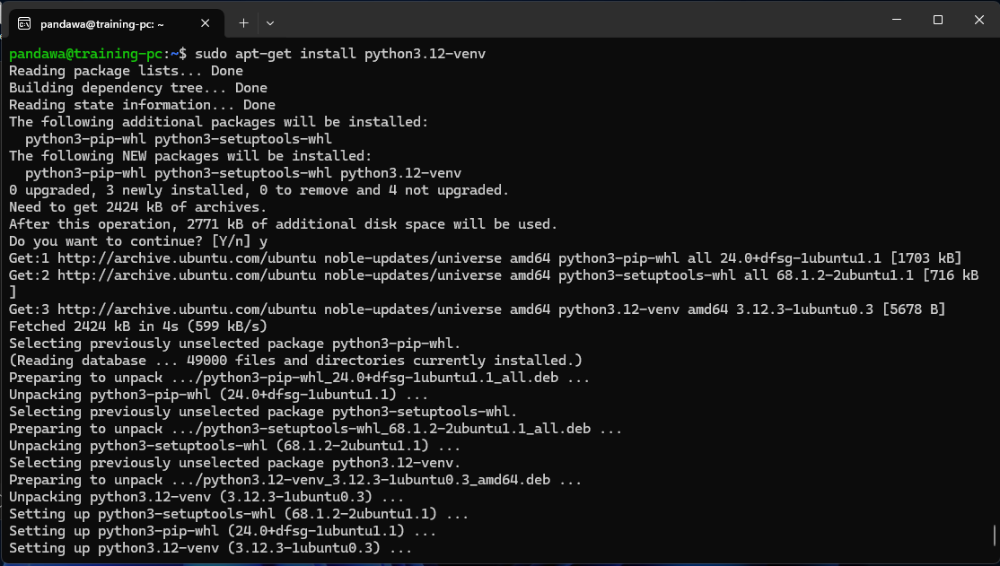 pandawa@training-pc: ~
pandawa@training-pc:~$ sudo apt-get install python3.12-venv
Reading package lists... Done
Building dependency tree... Done
Reading state information... Done
The following additional packages will be installed:
  python3-pip-whl python3-setuptools-whl
The following NEW packages will be installed:
  python3-pip-whl python3-setuptools-whl python3.12-venv
0 upgraded, 3 newly installed, 0 to remove and 4 not upgraded.
Need to get 2424 kB of archives.
After this operation, 2771 kB of additional disk space will be used.
Do you want to continue? [Y/n] y
Get:1 http://archive.ubuntu.com/ubuntu noble-updates/universe amd64 python3-pip-whl all 24.0+dfsg-1ubuntu1.1 [1703 kB]
Get:2 http://archive.ubuntu.com/ubuntu noble-updates/universe amd64 python3-setuptools-whl all 68.1.2-2ubuntu1.1 [716 kB
]
Get:3 http://archive.ubuntu.com/ubuntu noble-updates/universe amd64 python3.12-venv amd64 3.12.3-1ubuntu0.3 [5678 B]
Fetched 2424 kB in 4s (599 kB/s)
Selecting previously unselected package python3-pip-whl.
(Reading database ... 49000 files and directories currently installed.)
Preparing to unpack .../python3-pip-whl_24.0+dfsg-1ubuntu1.1_all.deb ...
Unpacking python3-pip-whl (24.0+dfsg-1ubuntu1.1) ...
Selecting previously unselected package python3-setuptools-whl.
Preparing to unpack .../python3-setuptools-whl_68.1.2-2ubuntu1.1_all.deb ...
Unpacking python3-setuptools-whl (68.1.2-2ubuntu1.1) ...
Selecting previously unselected package python3.12-venv.
Preparing to unpack .../python3.12-venv_3.12.3-1ubuntu0.3_amd64.deb ...
Unpacking python3.12-venv (3.12.3-1ubuntu0.3) ...
Setting up python3-setuptools-whl (68.1.2-2ubuntu1.1) ...
Setting up python3-pip-whl (24.0+dfsg-1ubuntu1.1) ...
Setting up python3.12-venv (3.12.3-1ubuntu0.3) ...